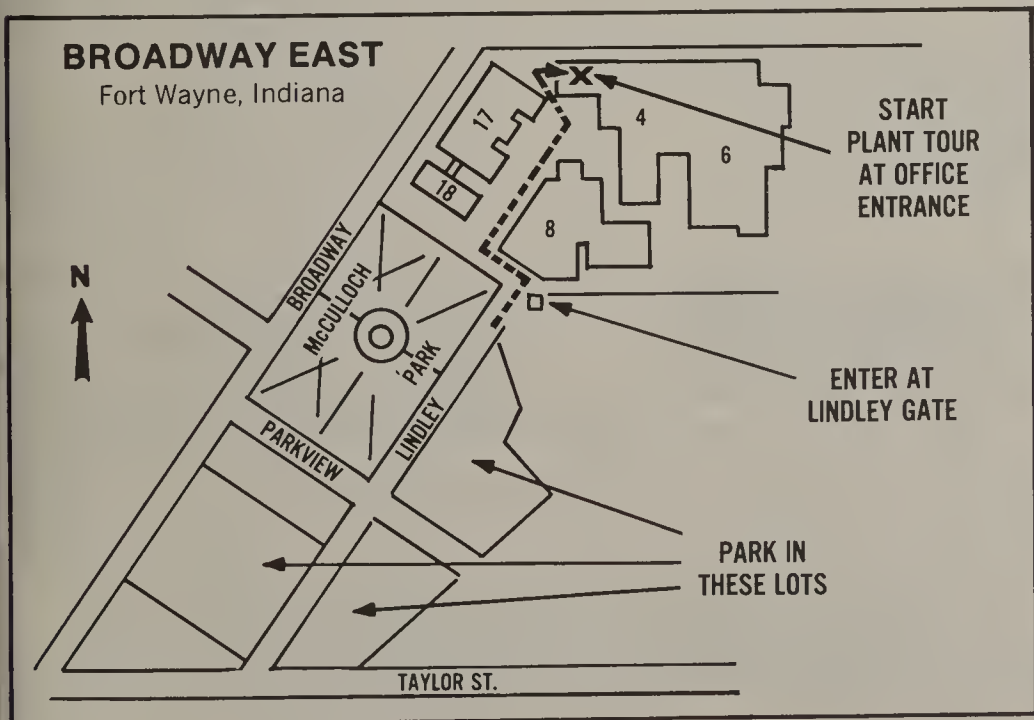 BROADWAY EAST
Fort Wayne, Indiana
17
18
4
6
8
START
PLANT TOUR
AT OFFICE
ENTRANCE
N
BROADWAY
McCULLOCH
PARK
LINDLEY
PARKVIEW
ENTER AT
LINDLEY GATE
PARK IN
THESE LOTS
TAYLOR ST.